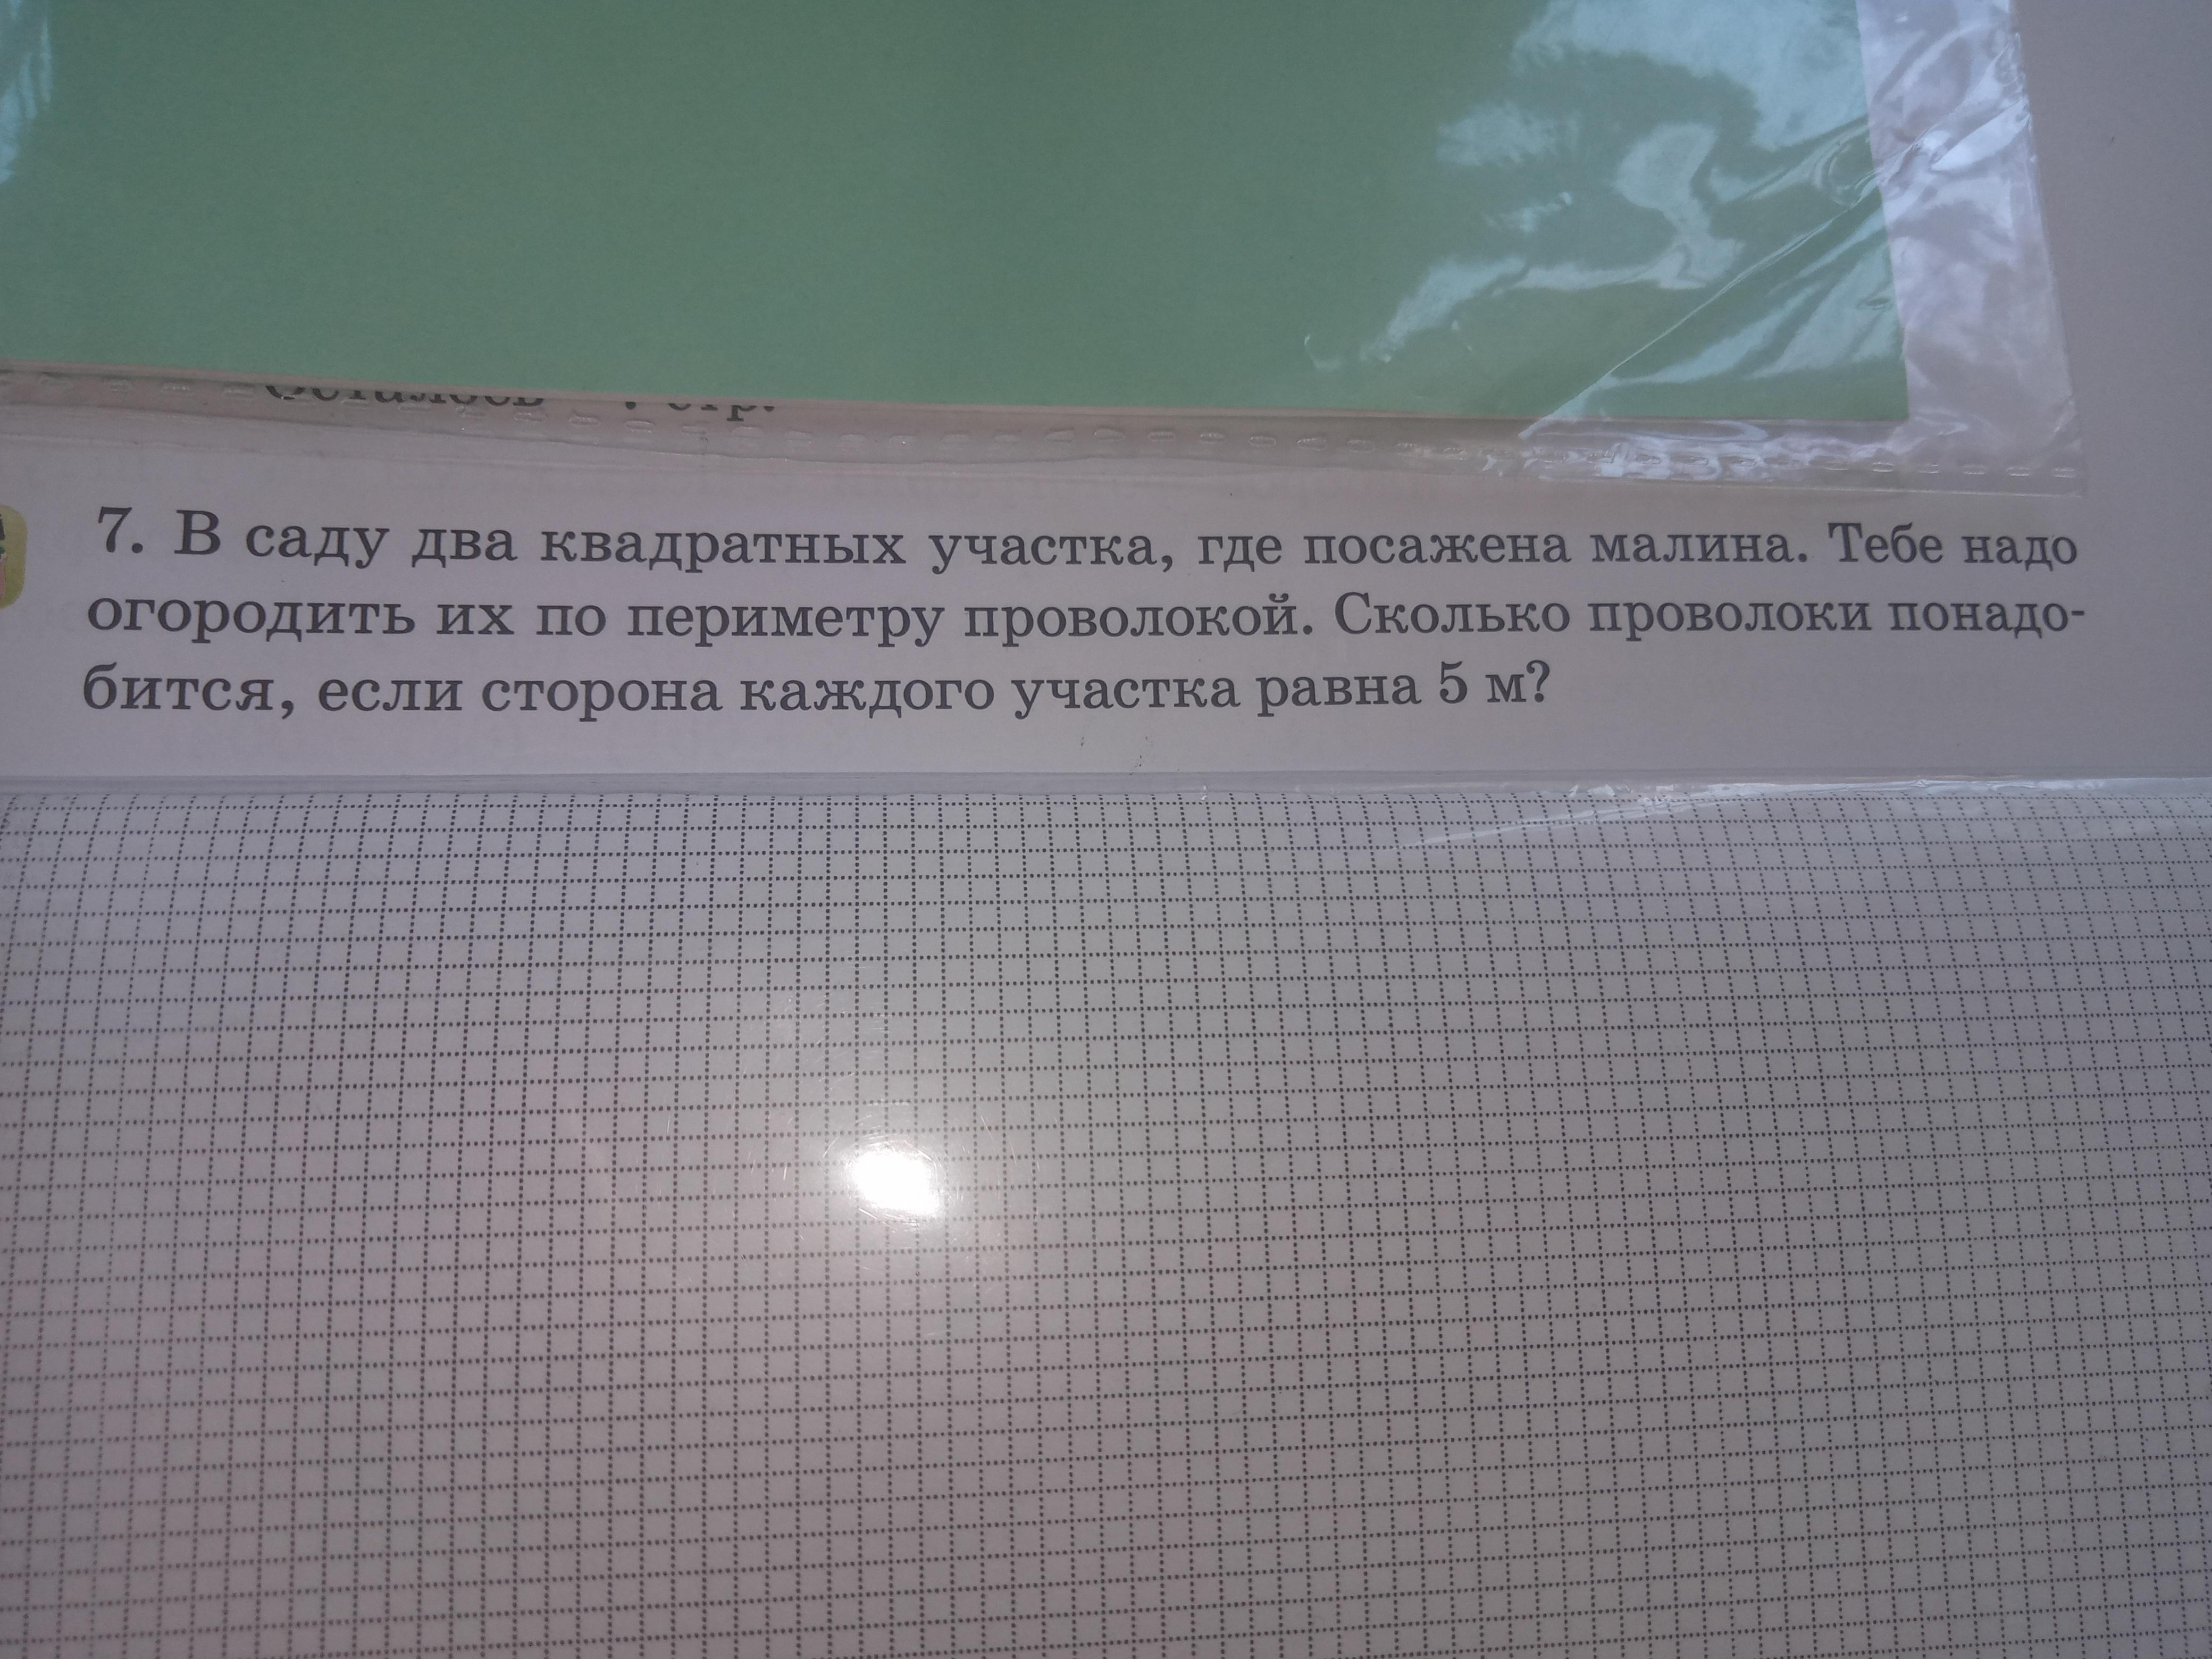 7. В саду два квадратных участка, где посажена малина. Тебе надо
огородить их по периметру проволокой. Сколько проволоки понадо-
бится, если сторона каждого участка равна 5 м?